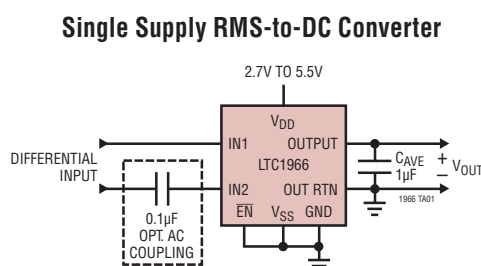 Single Supply RMS-to-DC Converter
2.7V TO 5.5V
VDD
IN1
OUTPUT
DIFFERENTIAL
INPUT
LTC1966
CAVE
1µF
+
–
VOUT
IN2
OUT RTN
1966 TA01
0.1µF
OPT. AC
COUPLING
EN
VSS
GND